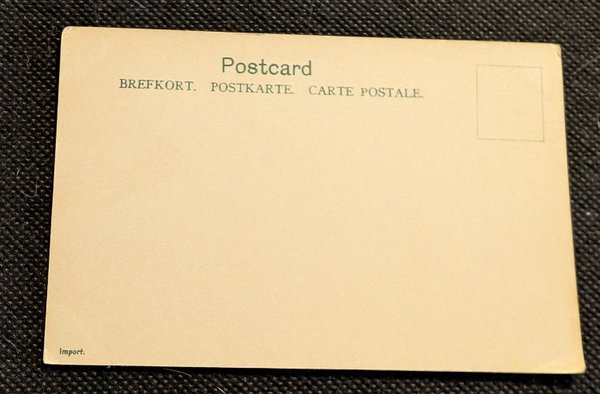 Postcard
BREFKORT. POSTKARTE. CARTE POSTALE.
Import.